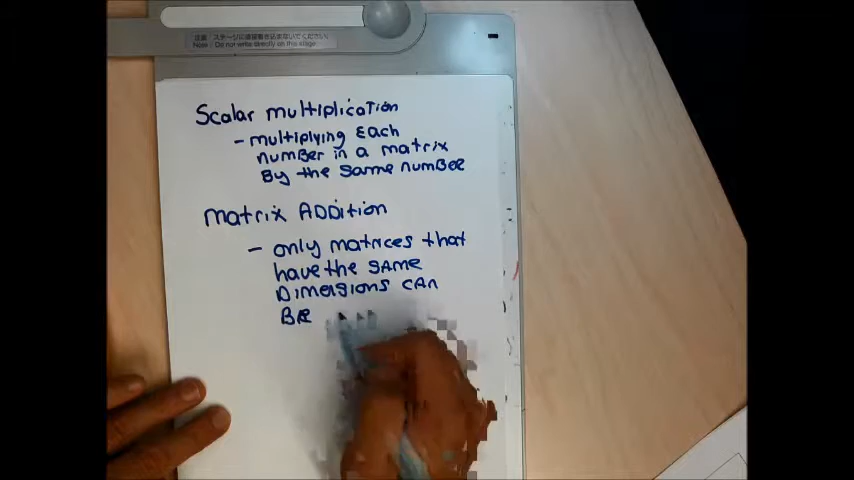 Scalar multiplication
- multiplying Each
number in a matrix
By the same number
matrix Addition
- only matrices that
have the same
Dimensions can
BE